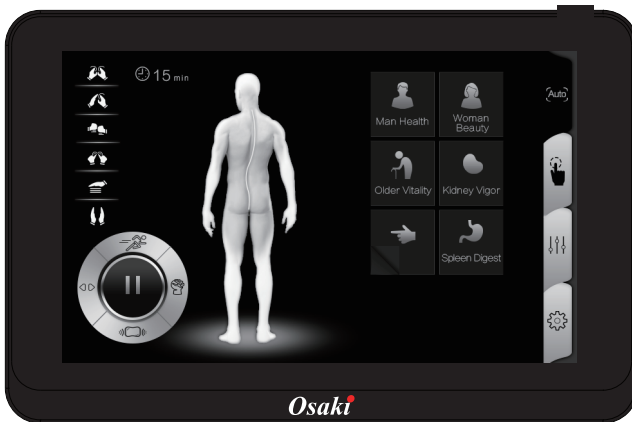 15 min
Man Health
Woman
Beauty
Older Vitality
Kidney Vigor
Spleen Digest
(Auto)
Osaki